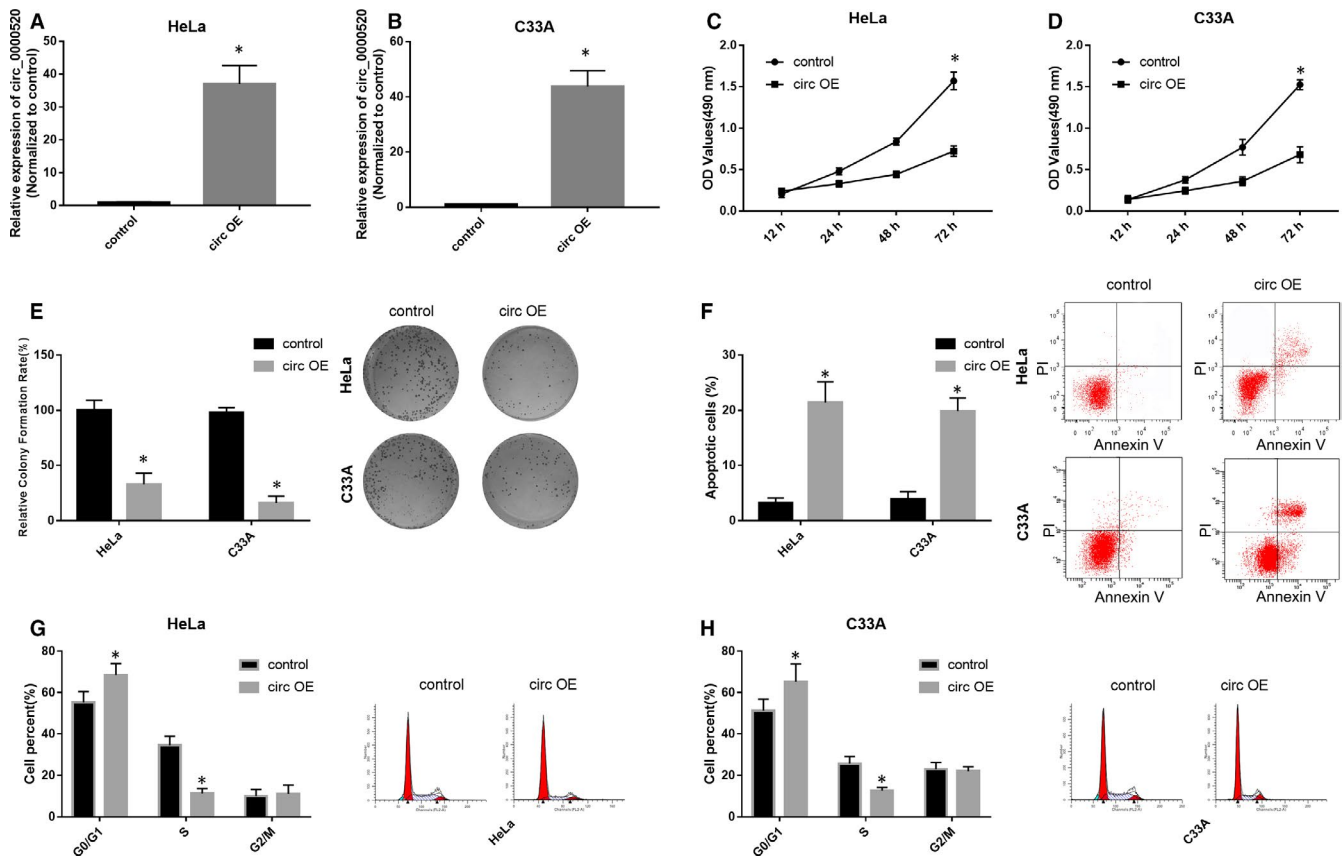 A
HeLa
Relative expression of circ_0000520
(Normalized to control)
50
40
30
20
10
0
*
control
circ OE
B
C33A
Relative expression of circ_0000520
(Normalized to control)
60
40
20
0
*
control
circ OE
C
HeLa
OD Values(490 nm)
2.0
1.5
1.0
0.5
0.0
control
circ OE
*
12 h
24 h
48 h
72 h
D
C33A
OD Values(490 nm)
2.0
1.5
1.0
0.5
0.0
control
circ OE
*
12 h
24 h
48 h
72 h
E
Relative Colony Formation Rate(%)
150
100
50
0
control
circ OE
*
*
HeLa
C33A
control
circ OE
HeLa
C33A
F
Apoptotic cells (%)
30
20
10
0
control
circ OE
*
*
HeLa
C33A
control
circ OE
HeLa
PI
Annexin V
PI
Annexin V
C33A
PI
Annexin V
PI
Annexin V
G
HeLa
Cell percent(%)
80
60
40
20
0
control
circ OE
*
*
G0/G1
S
G2/M
control
circ OE
HeLa
H
C33A
Cell percent(%)
80
60
40
20
0
control
circ OE
*
*
G0/G1
S
G2/M
control
circ OE
C33A